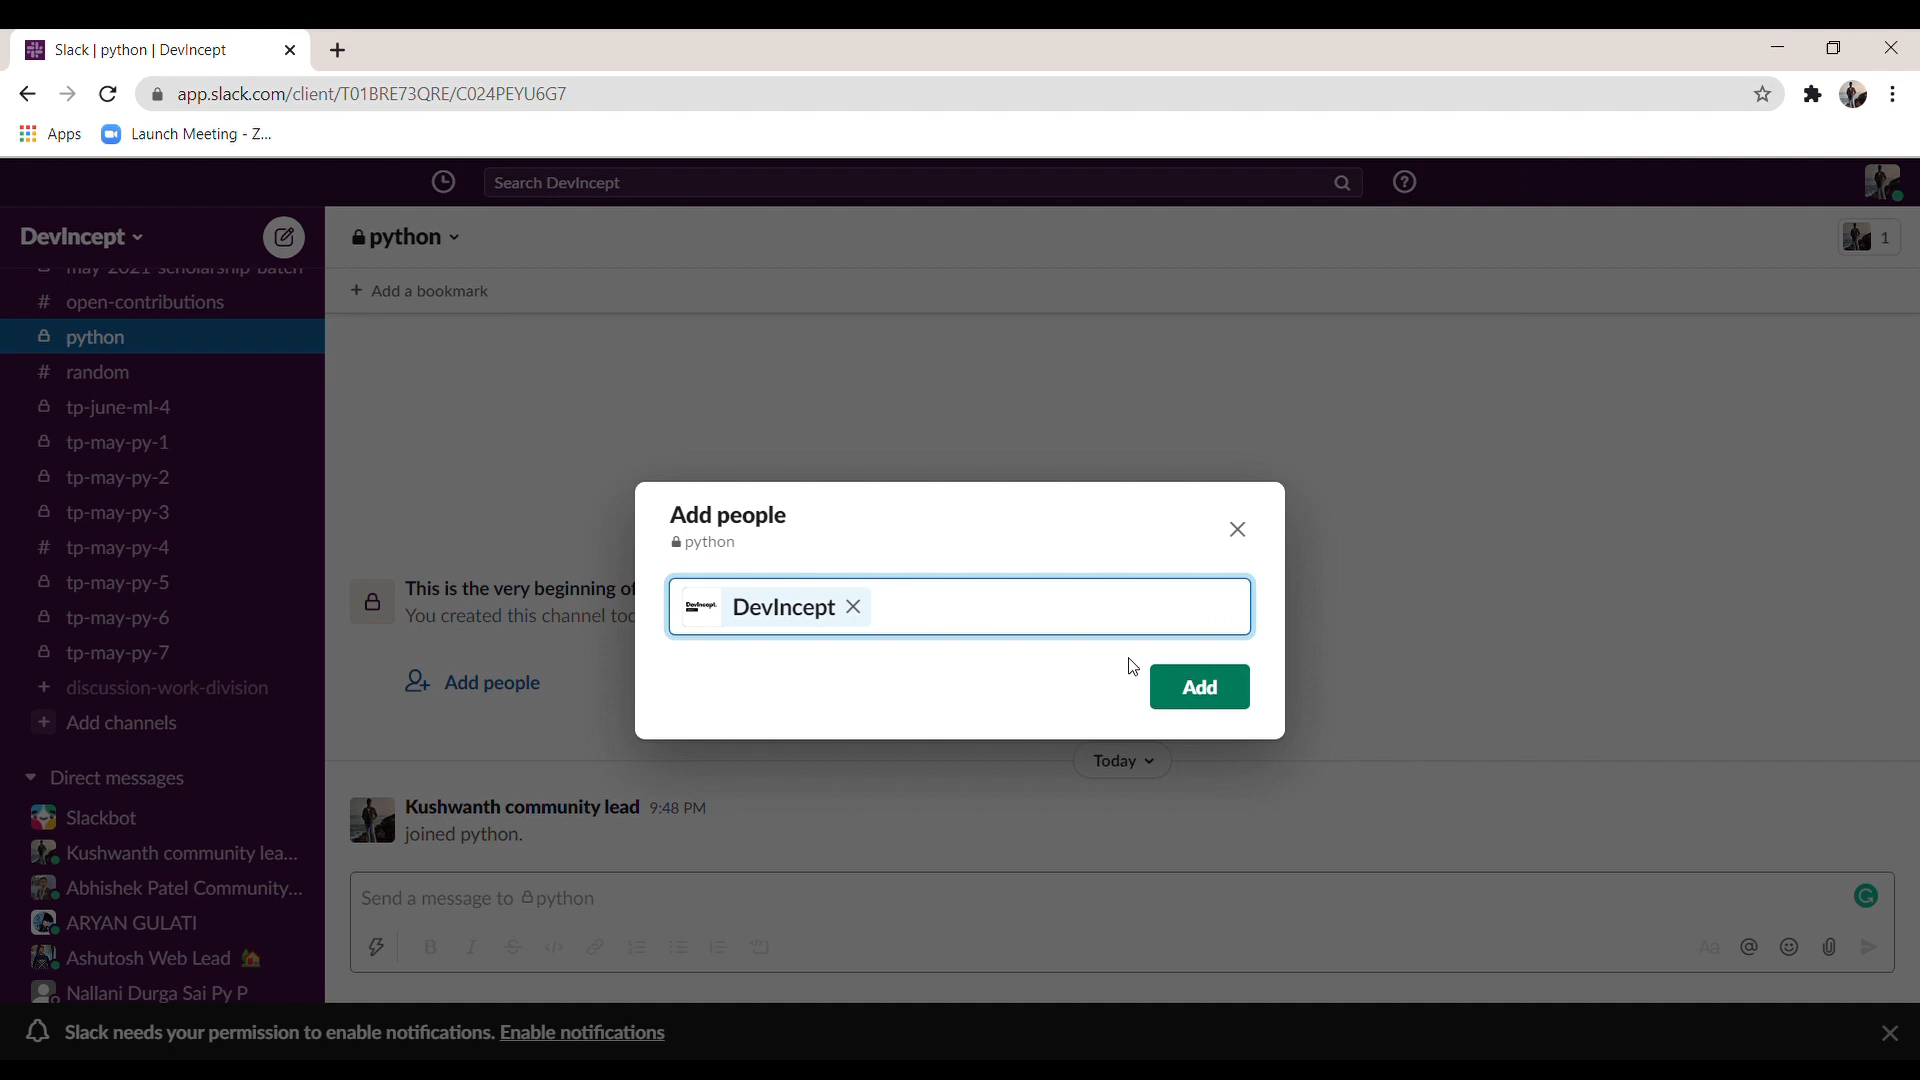 Slack | python | DevIncept
app.slack.com/client/T01BRE73QRE/C024PEYU6G7
Apps
Launch Meeting - Z...
Search DevIncept
DevIncept
python
1
may-2021-scholarship-batch
Add a bookmark
# open-contributions
python
# random
tp-june-ml-4
tp-may-py-1
tp-may-py-2
tp-may-py-3
# tp-may-py-4
tp-may-py-5
tp-may-py-6
tp-may-py-7
+ discussion-work-division
+ Add channels
Direct messages
Slackbot
Kushwanth community lea...
Abhishek Patel Community...
ARYAN GULATI
Ashutosh Web Lead
Nallani Durga Sai Py P
This is the very beginning of
You created this channel
Add people
Add people
python
DevIncept.
DevIncept
Add
Today
Kushwanth community lead 9:48 PM
joined python.
Send a message to python
Aa
Slack needs your permission to enable notifications. Enable notifications